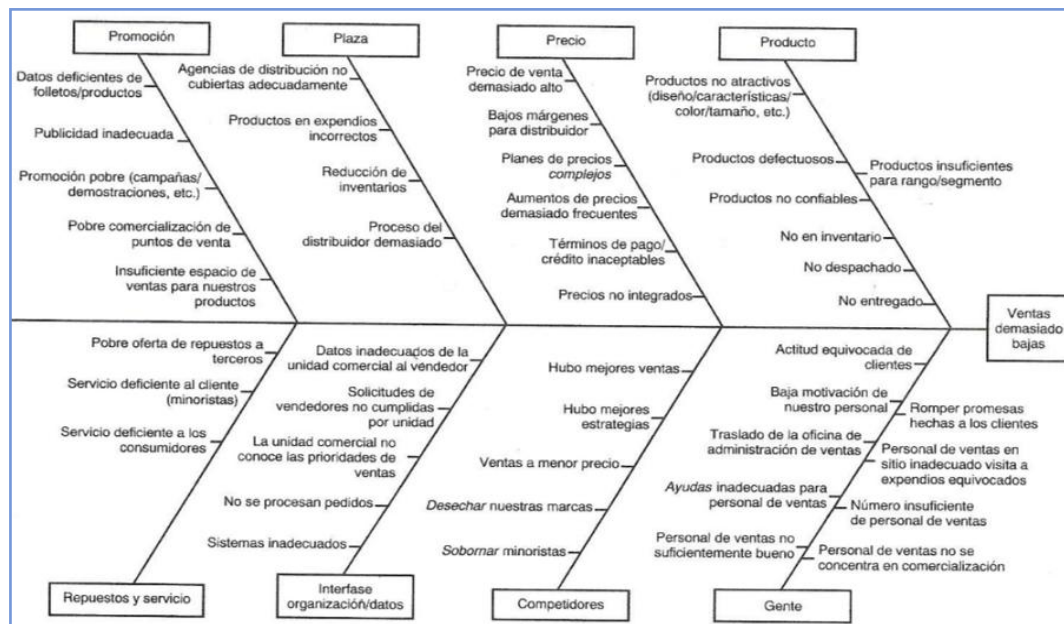 Promoción
Datos deficientes de
folletos/productos
Publicidad inadecuada
Promoción pobre (campañas/
demostraciones, etc.)
Pobre comercialización de
puntos de venta
Insuficiente espacio de
ventas para nuestros
productos
Plaza
Agencias de distribución no
cubiertas adecuadamente
Productos en expendios
incorrectos
Reducción de
inventarios
Proceso del
distribuidor demasiado
Precio
Precio de venta
demasiado alto
Bajos márgenes
para distribuidor
Planes de precios
complejos
Aumentos de precios
demasiado frecuentes
Términos de pago/
crédito inaceptables
Precios no integrados
Producto
Productos no atractivos
(diseño/características/
color/tamaño, etc.)
Productos defectuosos
Productos insuficientes
para rango/segmento
Productos no confiables
No en inventario
No despachado
No entregado
Ventas
demasiado
bajas
Pobre oferta de repuestos a
terceros
Servicio deficiente al cliente
(minoristas)
Servicio deficiente a los
consumidores
Repuestos y servicio
Datos inadecuados de la
unidad comercial al vendedor
Solicitudes de
vendedores no cumplidas
por unidad
La unidad comercial no
conoce las prioridades de
ventas
No se procesan pedidos
Sistemas inadecuados
Interfase
organización/datos
Hubo mejores ventas
Hubo mejores
estrategias
Ventas a menor precio
Desechar nuestras marcas
Sobornar minoristas
Competidores
Actitud equivocada de
clientes
Baja motivación de
nuestro personal
Romper promesas
hechas a los clientes
Traslado de la oficina de
administración de ventas
Personal de ventas en
sitio inadecuado visita a
expendios equivocados
Ayudas inadecuadas para
personal de ventas
Número insuficiente
de personal de ventas
Personal de ventas no
suficientemente bueno
Personal de ventas no se
concentra en comercialización
Gente